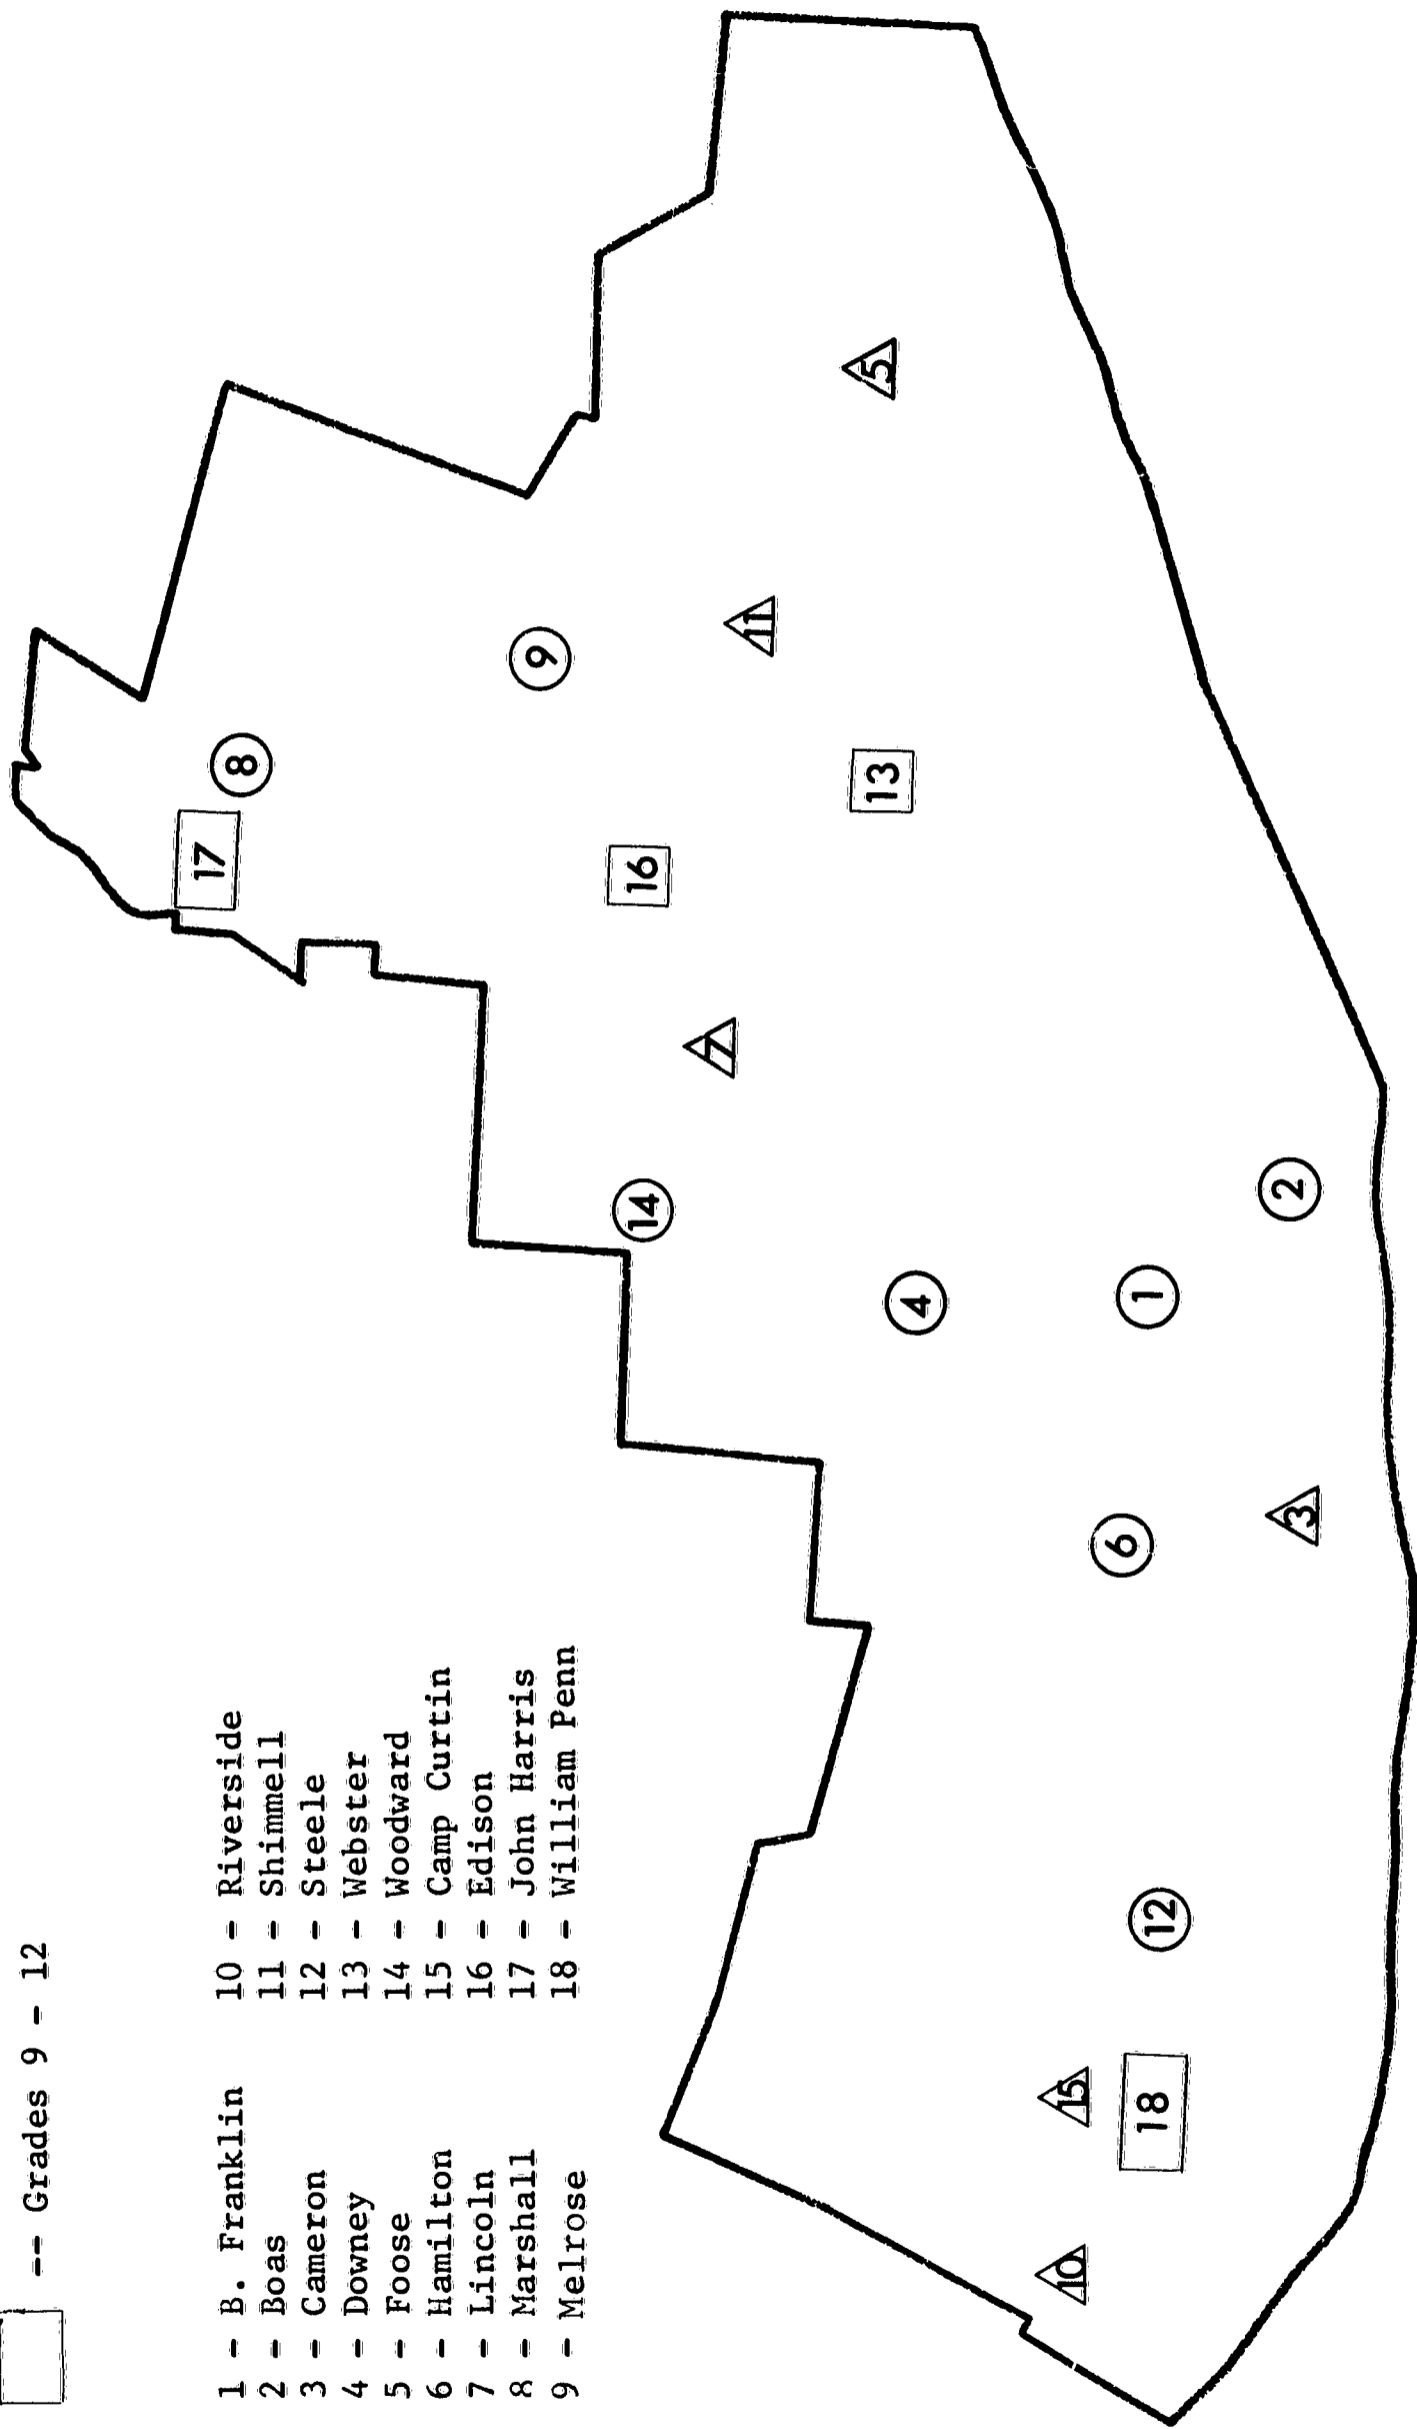 -- Grades 9 - 12
1 - B. Franklin
2 - Boas
3 - Cameron
4 - Downey
5 - Foose
6 - Hamilton
7 - Lincoln
8 - Marshall
9 - Melrose
10 - Riverside
11 - Shimmell
12 - Steele
13 - Webster
14 - Woodward
15 - Camp Curtin
16 - Edison
17 - John Harris
18 - William Penn
17
8
9
16
14
7
11
5
13
4
10
15
6
1
18
12
3
2